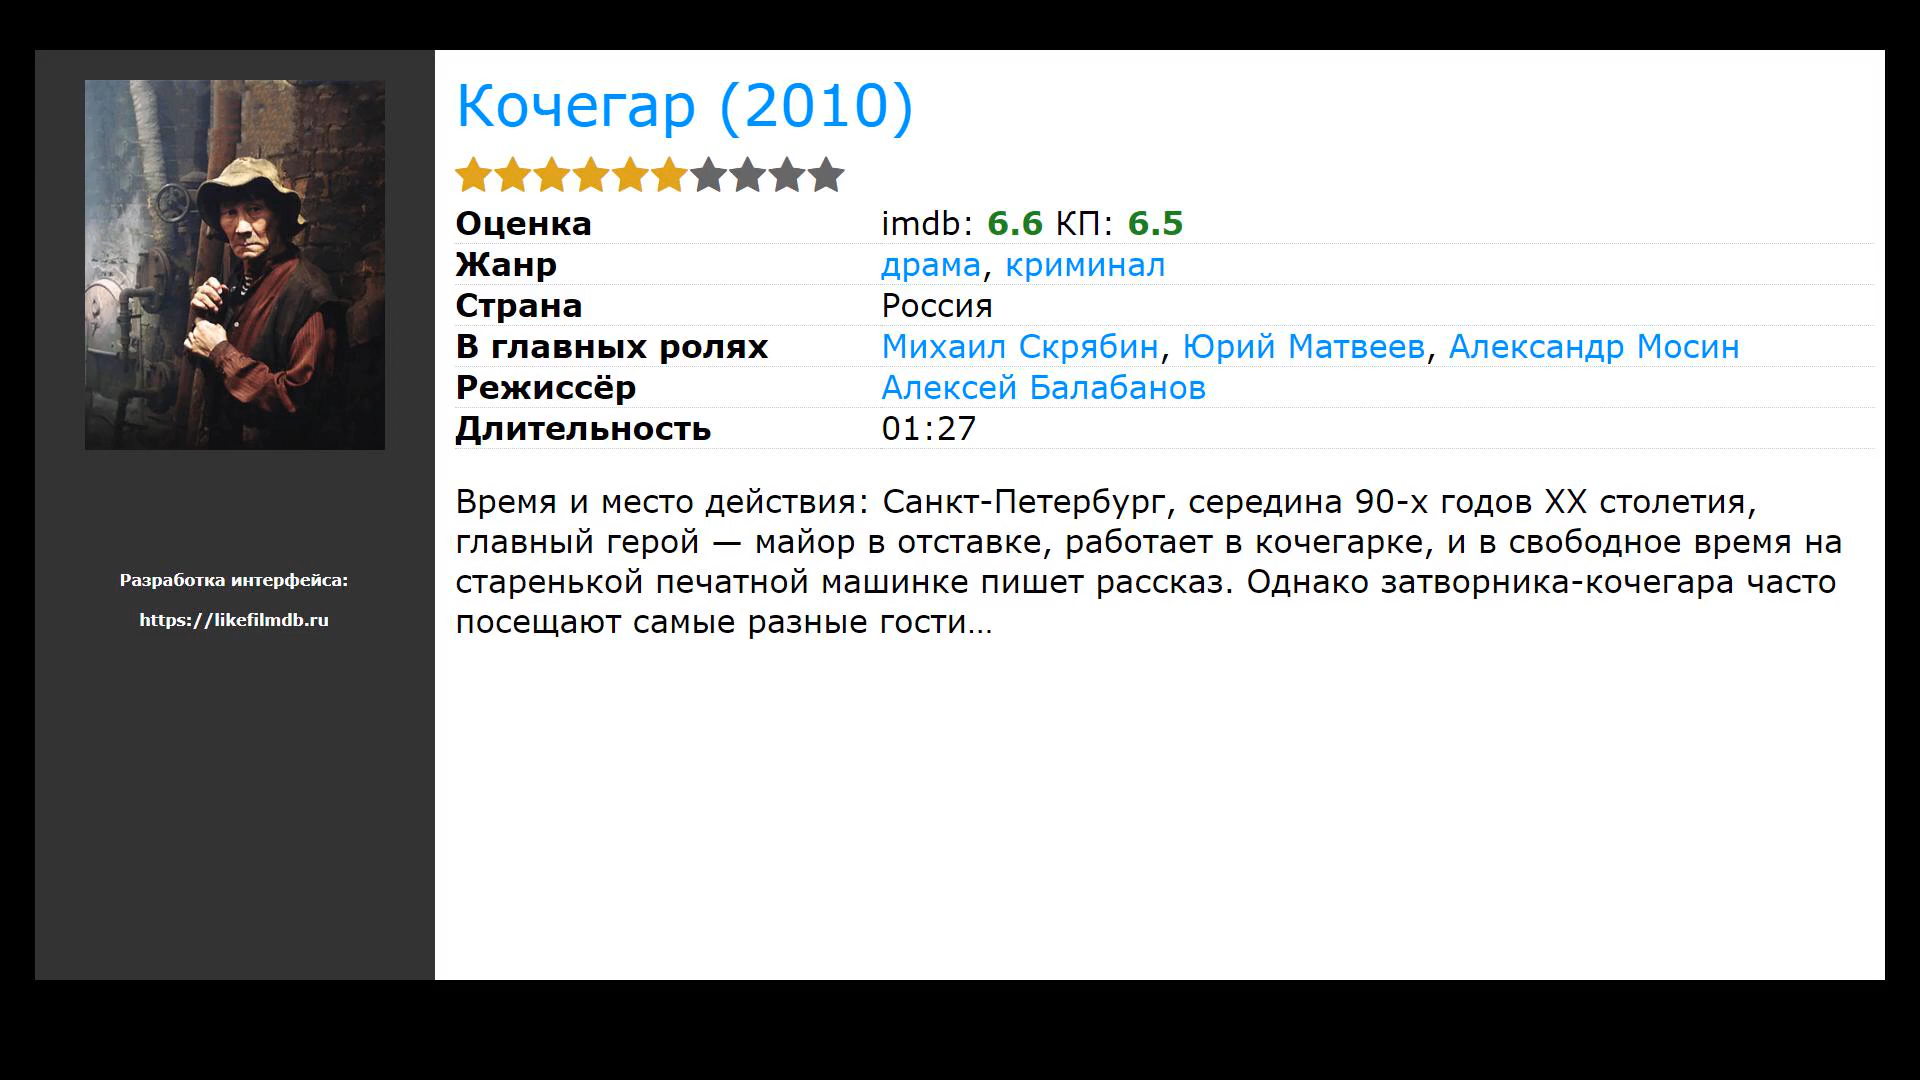 Кочегар (2010)
Оценка imdb: 6.6 КП: 6.5
Жанр драма, криминал
Страна Россия
В главных ролях Михаил Скрябин, Юрий Матвеев, Александр Мосин
Режиссёр Алексей Балабанов
Длительность 01:27
Время и место действия: Санкт-Петербург, середина 90-х годов XX столетия,
главный герой — майор в отставке, работает в кочегарке, и в свободное время на
старенькой печатной машинке пишет рассказ. Однако затворника-кочегара часто
посещают самые разные гости…
Разработка интерфейса:
https://likefilmdb.ru